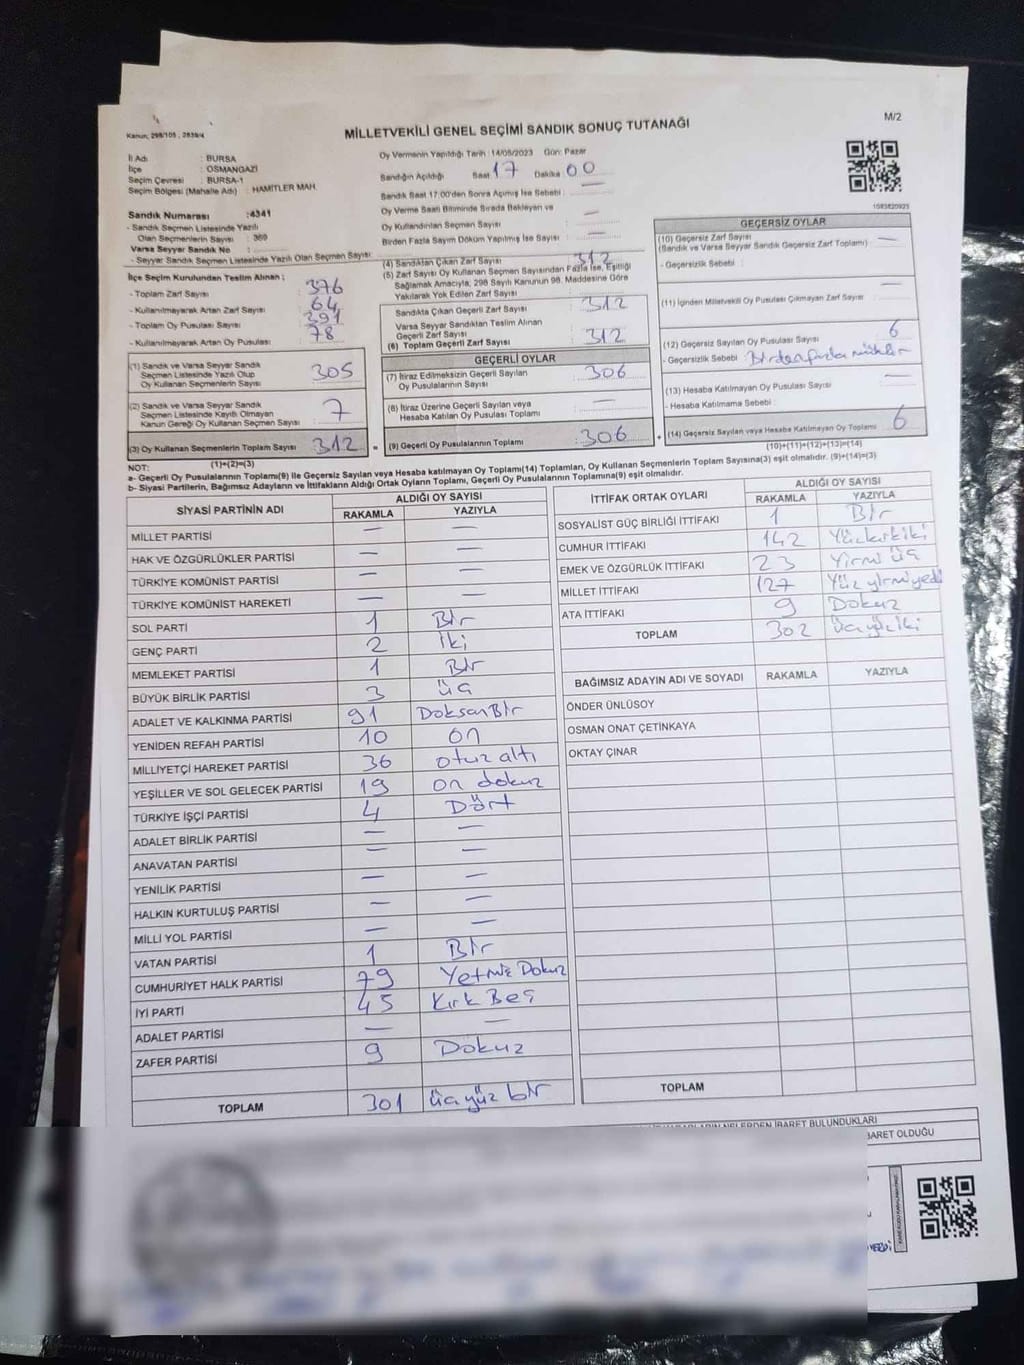 M/2
Kanun: 298/105 , 2839/4
MİLLETVEKİLİ GENEL SEÇİMİ SANDIK SONUÇ TUTANAĞI
İl Adı : BURSA
İlçe : OSMANGAZİ
Seçim Çevresi : BURSA-1
Seçim Bölgesi (Mahalle Adı) : HAMİTLER MAH.
Sandık Numarası :4341
- Sandık Seçmen Listesinde Yazılı
Olan Seçmenlerin Sayısı : 369
Varsa Seyyar Sandık No :
- Seyyar Sandık Seçmen Listesinde Yazılı Olan Seçmen Sayısı
Oy Vermenin Yapıldığı Tarih : 14/05/2023 Gün: Pazar
Sandığın Açıldığı Saat 17 Dakika 00
Sandık Saat 17:00'den Sonra Açılmış İse Sebebi : —
Oy Verme Saati Bitiminde Sırada Bekleyen ve
Oy Kullandırılan Seçmen Sayısı : —
Birden Fazla Sayım Döküm Yapılmış İse Sayısı : —
1083820925
İlçe Seçim Kurulundan Teslim Alınan ;
- Toplam Zarf Sayısı : 376
- Kullanılmayarak Artan Zarf Sayısı : 64
- Toplam Oy Pusulası Sayısı : 391
- Kullanılmayarak Artan Oy Pusulası : 78
(1) Sandık ve Varsa Seyyar Sandık
Seçmen Listesinde Yazılı Olup
Oy Kullanan Seçmenlerin Sayısı 305
(2) Sandık ve Varsa Seyyar Sandık
Seçmen Listesinde Kayıtlı Olmayan
Kanun Gereği Oy Kullanan Seçmen Sayısı 7
(3) Oy Kullanan Seçmenlerin Toplam Sayısı 312
(1)+(2)=(3)
(4) Sandıktan Çıkan Zarf Sayısı : 312
(5) Zarf Sayısı Oy Kullanan Seçmen Sayısından Fazla İse, Eşitliği
Sağlamak Amacıyla, 298 Sayılı Kanunun 98. Maddesine Göre
Yakılarak Yok Edilen Zarf Sayısı : —
Sandıkta Çıkan Geçerli Zarf Sayısı : 312
Varsa Seyyar Sandıktan Teslim Alınan
Geçerli Zarf Sayısı
(6) Toplam Geçerli Zarf Sayısı : 312
GEÇERLİ OYLAR
(7) İtiraz Edilmeksizin Geçerli Sayılan
Oy Pusulalarının Sayısı : 306
(8) İtiraz Üzerine Geçerli Sayılan veya
Hesaba Katılan Oy Pusulası Toplamı : —
= (9) Geçerli Oy Pusulalarının Toplamı : 306
GEÇERSİZ OYLAR
(10) Geçersiz Zarf Sayısı
(Sandık ve Varsa Seyyar Sandık Geçersiz Zarf Toplamı) —
- Geçersizlik Sebebi :
(11) İçinden Milletvekili Oy Pusulası Çıkmayan Zarf Sayısı : —
(12) Geçersiz Sayılan Oy Pusulası Sayısı : 6
- Geçersizlik Sebebi : Birden fazla mühür
(13) Hesaba Katılmayan Oy Pusulası Sayısı : —
- Hesaba Katılmama Sebebi :
+ (14) Geçersiz Sayılan veya Hesaba Katılmayan Oy Toplamı : 6
(10)+(11)+(12)+(13)=(14)
NOT:
a- Geçerli Oy Pusulalarının Toplamı(9) ile Geçersiz Sayılan veya Hesaba katılmayan Oy Toplamı(14) Toplamları, Oy Kullanan Seçmenlerin Toplam Sayısına(3) eşit olmalıdır. (9)+(14)=(3)
b- Siyasi Partilerin, Bağımsız Adayların ve İttifakların Aldığı Ortak Oyların Toplamı, Geçerli Oy Pusulalarının Toplamına(9) eşit olmalıdır.
SİYASİ PARTİNİN ADI ALDIĞI OY SAYISI
RAKAMLA YAZIYLA
MİLLET PARTİSİ — —
HAK VE ÖZGÜRLÜKLER PARTİSİ — —
TÜRKİYE KOMÜNİST PARTİSİ — —
TÜRKİYE KOMÜNİST HAREKETİ — —
SOL PARTİ 1 Bir
GENÇ PARTİ 2 iki
MEMLEKET PARTİSİ 1 Bir
BÜYÜK BİRLİK PARTİSİ 3 üç
ADALET VE KALKINMA PARTİSİ 91 DoksanBir
YENİDEN REFAH PARTİSİ 10 on
MİLLİYETÇİ HAREKET PARTİSİ 36 otuz altı
YEŞİLLER VE SOL GELECEK PARTİSİ 19 on dokuz
TÜRKİYE İŞÇİ PARTİSİ 4 Dört
ADALET BİRLİK PARTİSİ — —
ANAVATAN PARTİSİ — —
YENİLİK PARTİSİ — —
HALKIN KURTULUŞ PARTİSİ — —
MİLLİ YOL PARTİSİ — —
VATAN PARTİSİ 1 Bir
CUMHURİYET HALK PARTİSİ 79 Yetmiş Dokuz
İYİ PARTİ 45 Kırk Beş
ADALET PARTİSİ — —
ZAFER PARTİSİ 9 Dokuz
TOPLAM 301 üçyüz bir
İTTİFAK ORTAK OYLARI ALDIĞI OY SAYISI
RAKAMLA YAZIYLA
SOSYALİST GÜÇ BİRLİĞİ İTTİFAKI 1 Bir
CUMHUR İTTİFAKI 142 Yüzkırkiki
EMEK VE ÖZGÜRLÜK İTTİFAKI 23 Yirmi üç
MİLLET İTTİFAKI 127 Yüz yirmiyedi
ATA İTTİFAKI 9 Dokuz
TOPLAM 302 üçyüziki
BAĞIMSIZ ADAYIN ADI VE SOYADI RAKAMLA YAZIYLA
ÖNDER ÜNLÜSOY
OSMAN ONAT ÇETİNKAYA
OKTAY ÇINAR
TOPLAM
NELERDEN İBARET BULUNDUKLARI
BARET OLDUĞU